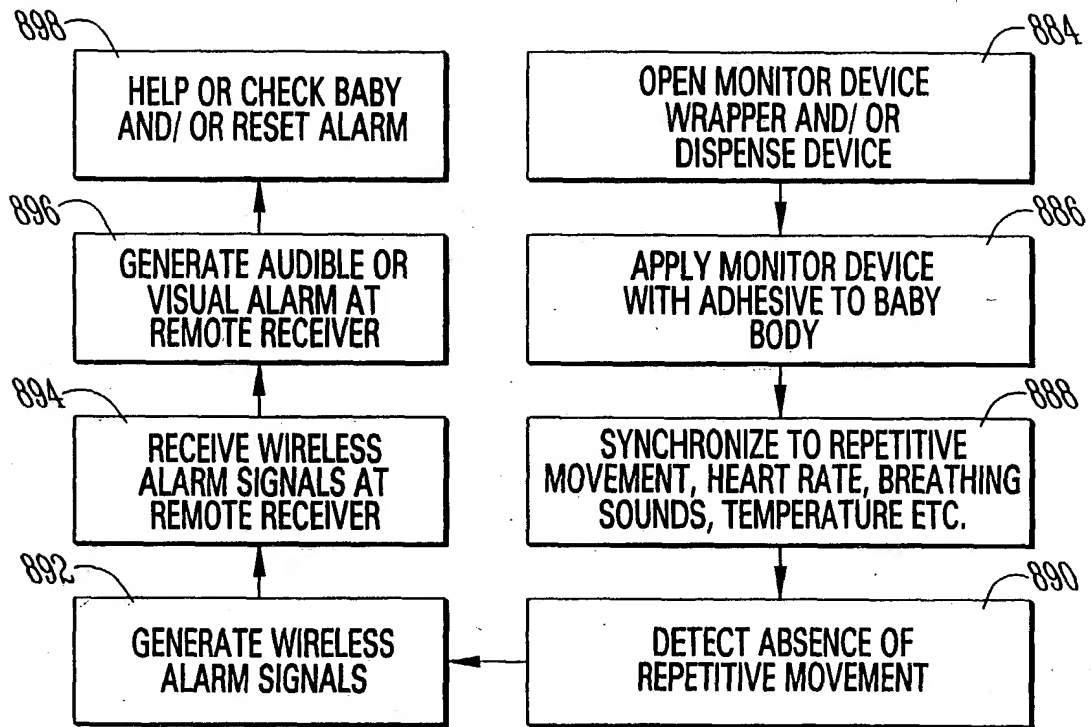 884
OPEN MONITOR DEVICE
WRAPPER AND/ OR
DISPENSE DEVICE
886
APPLY MONITOR DEVICE
WITH ADHESIVE TO BABY
BODY
888
SYNCHRONIZE TO REPETITIVE
MOVEMENT, HEART RATE, BREATHING
SOUNDS, TEMPERATURE ETC.
890
DETECT ABSENCE OF
REPETITIVE MOVEMENT
892
GENERATE WIRELESS
ALARM SIGNALS
894
RECEIVE WIRELESS
ALARM SIGNALS AT
REMOTE RECEIVER
896
GENERATE AUDIBLE OR
VISUAL ALARM AT
REMOTE RECEIVER
898
HELP OR CHECK BABY
AND/ OR RESET ALARM